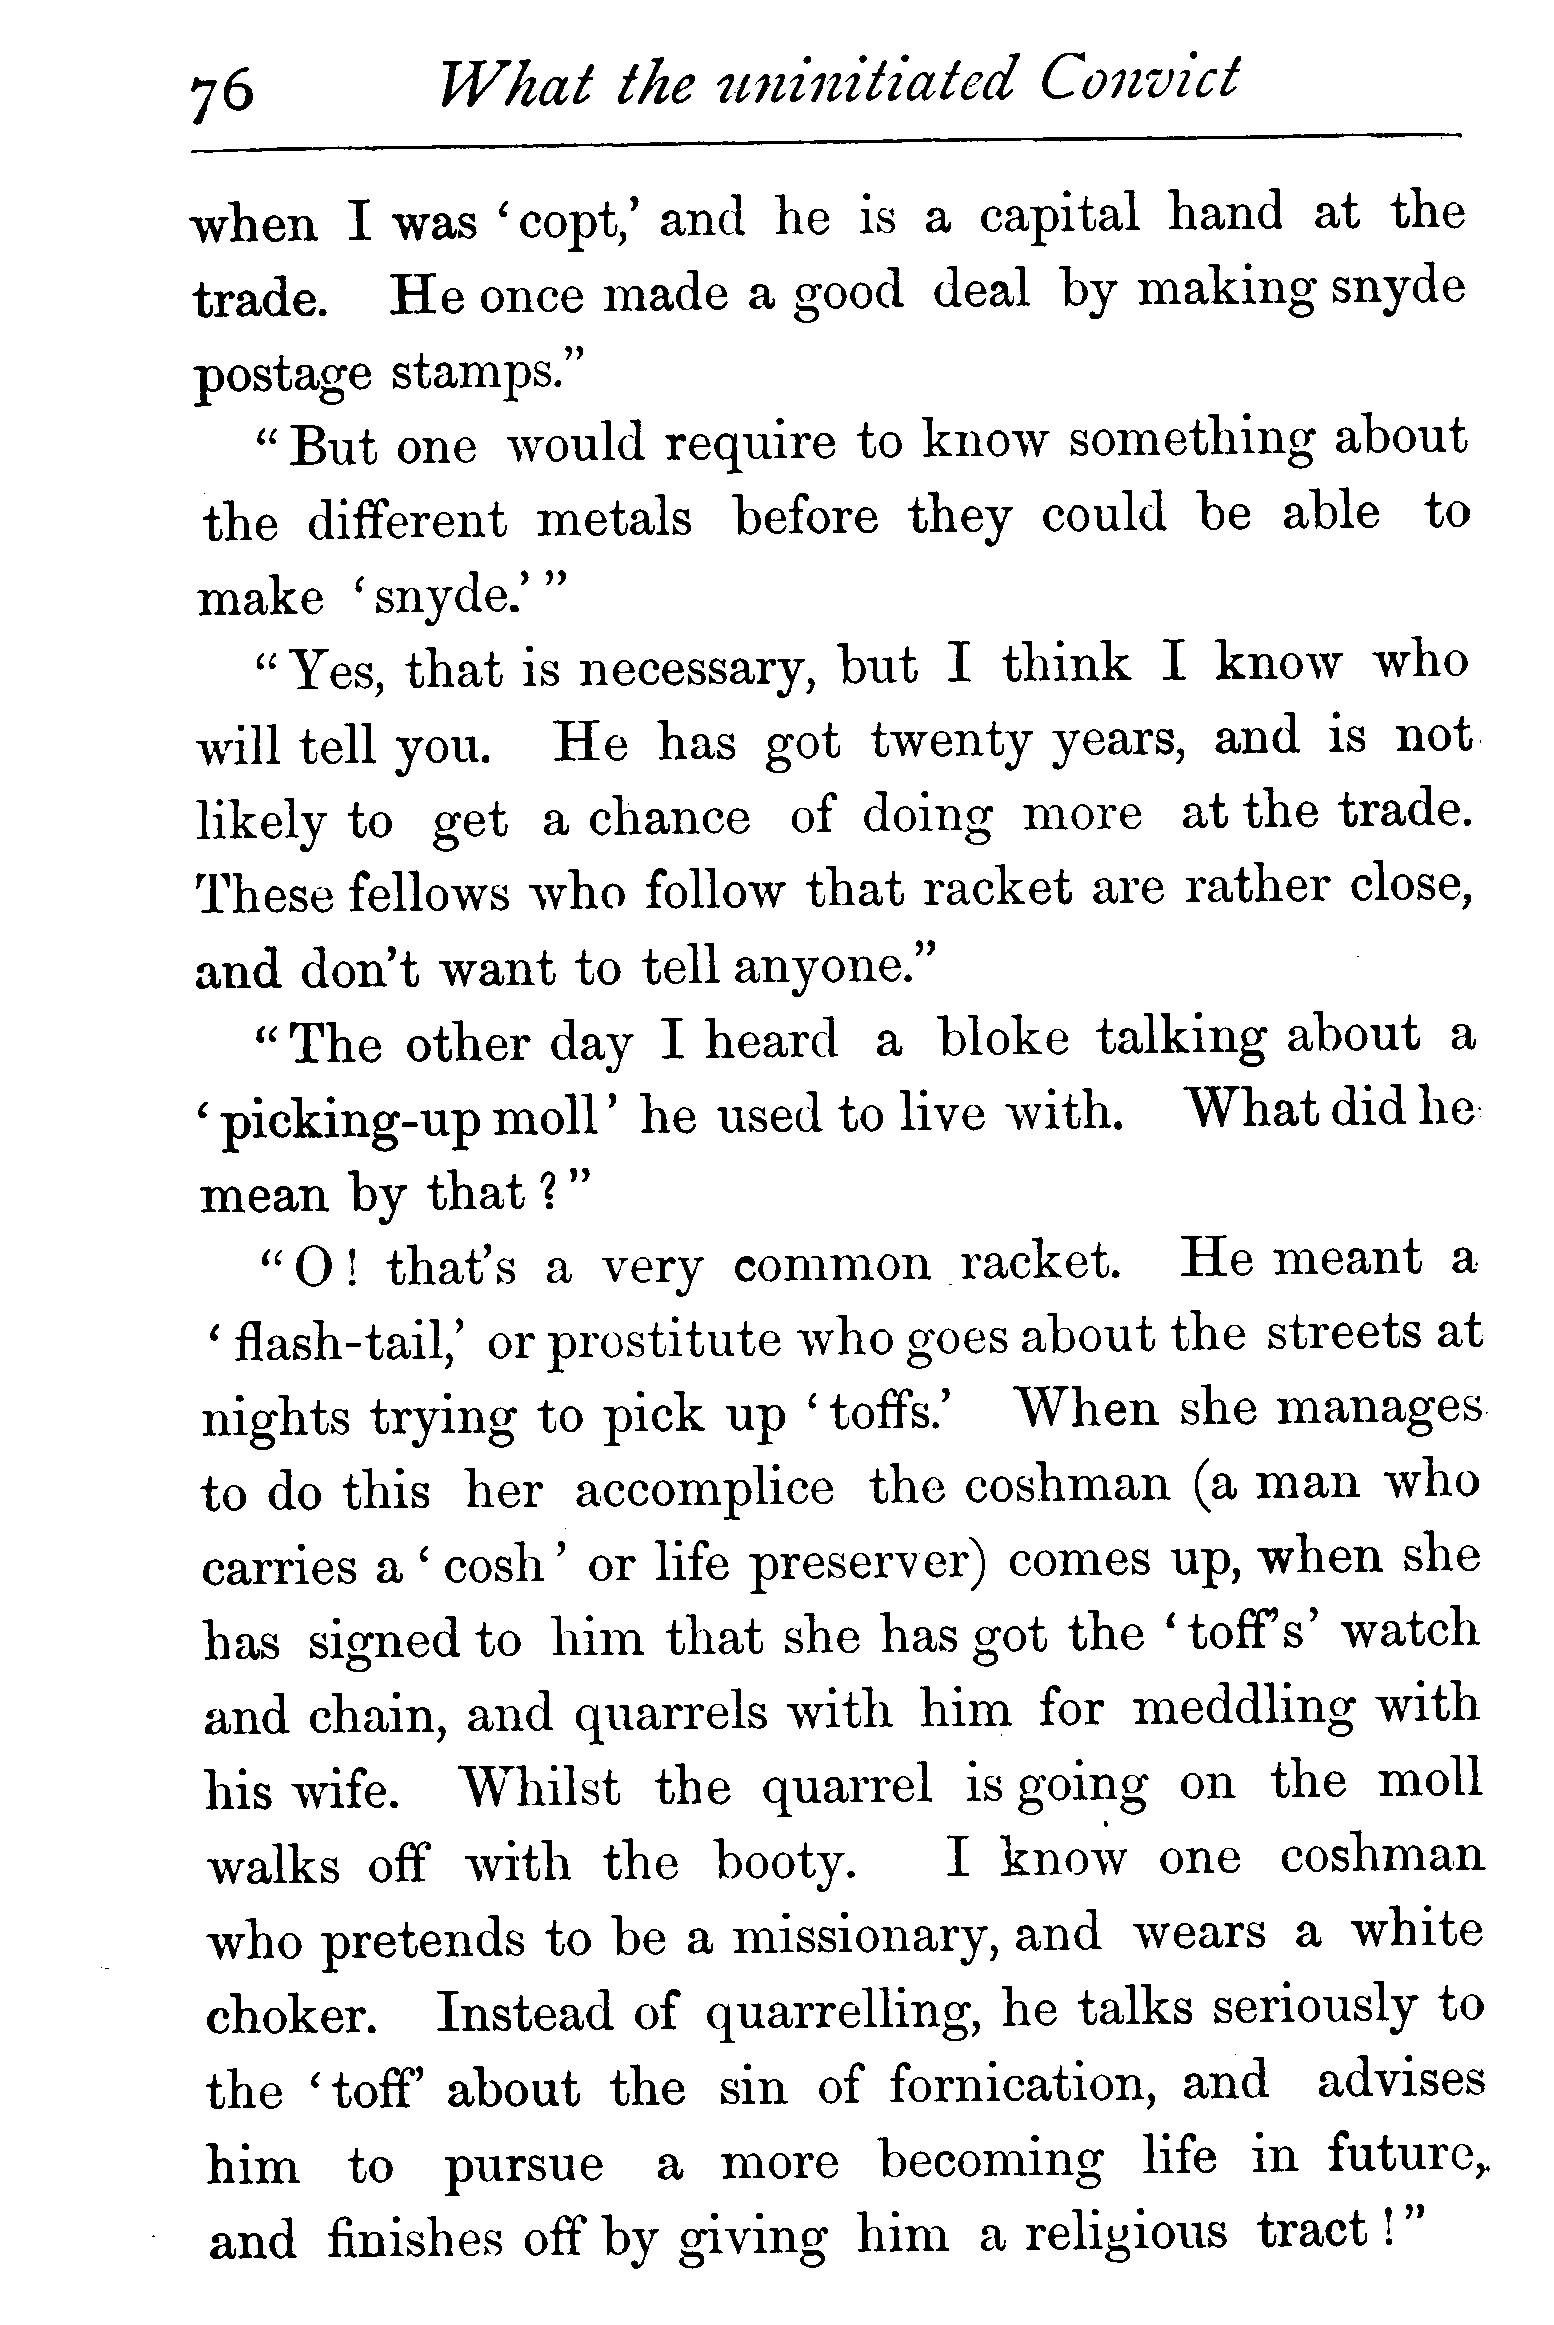 76 What the uninitiated Convict
when I was ‘copt,’ and he is a capital hand at the
trade. He once made a good deal by making snyde
postage stamps.”
“But one would require to know something about
the different metals before they could be able to
make ‘snyde.’”
“Yes, that is necessary, but I think I know who
will tell you. He has got twenty years, and is not
likely to get a chance of doing more at the trade.
These fellows who follow that racket are rather close,
and don’t want to tell anyone.”
“The other day I heard a bloke talking about a
‘picking-up moll’ he used to live with. What did he
mean by that?”
“O! that’s a very common racket. He meant a
‘flash-tail,’ or prostitute who goes about the streets at
nights trying to pick up ‘toffs.’ When she manages
to do this her accomplice the coshman (a man who
carries a ‘cosh’ or life preserver) comes up, when she
has signed to him that she has got the ‘toff’s’ watch
and chain, and quarrels with him for meddling with
his wife. Whilst the quarrel is going on the moll
walks off with the booty. I know one coshman
who pretends to be a missionary, and wears a white
choker. Instead of quarrelling, he talks seriously to
the ‘toff’ about the sin of fornication, and advises
him to pursue a more becoming life in future,
and finishes off by giving him a religious tract!”